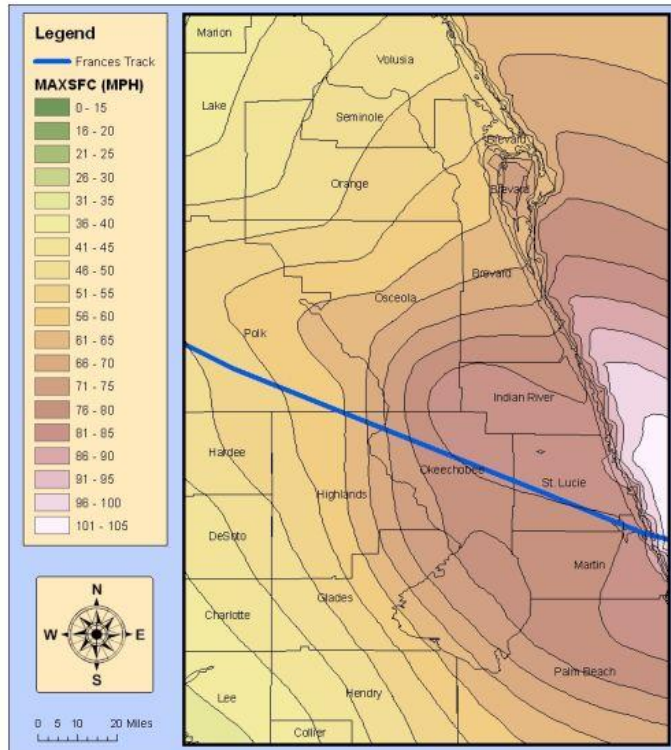 Legend
Frances Track
MAXSFC (MPH)
0 - 15
16 - 20
21 - 25
26 - 30
31 - 35
36 - 40
41 - 45
46 - 50
51 - 55
56 - 60
61 - 65
66 - 70
71 - 75
76 - 80
81 - 85
86 - 90
91 - 95
96 - 100
101 - 105
N
W E
S
0 5 10 20 Miles
Marion
Volusia
Lake
Seminole
Brevard
Orange
Brevard
Brevard
Osceola
Polk
Indian River
Hardee
Okeechobee
St. Lucie
Highlands
DeSoto
Martin
Glades
Charlotte
Palm Beach
Lee
Hendry
Collier